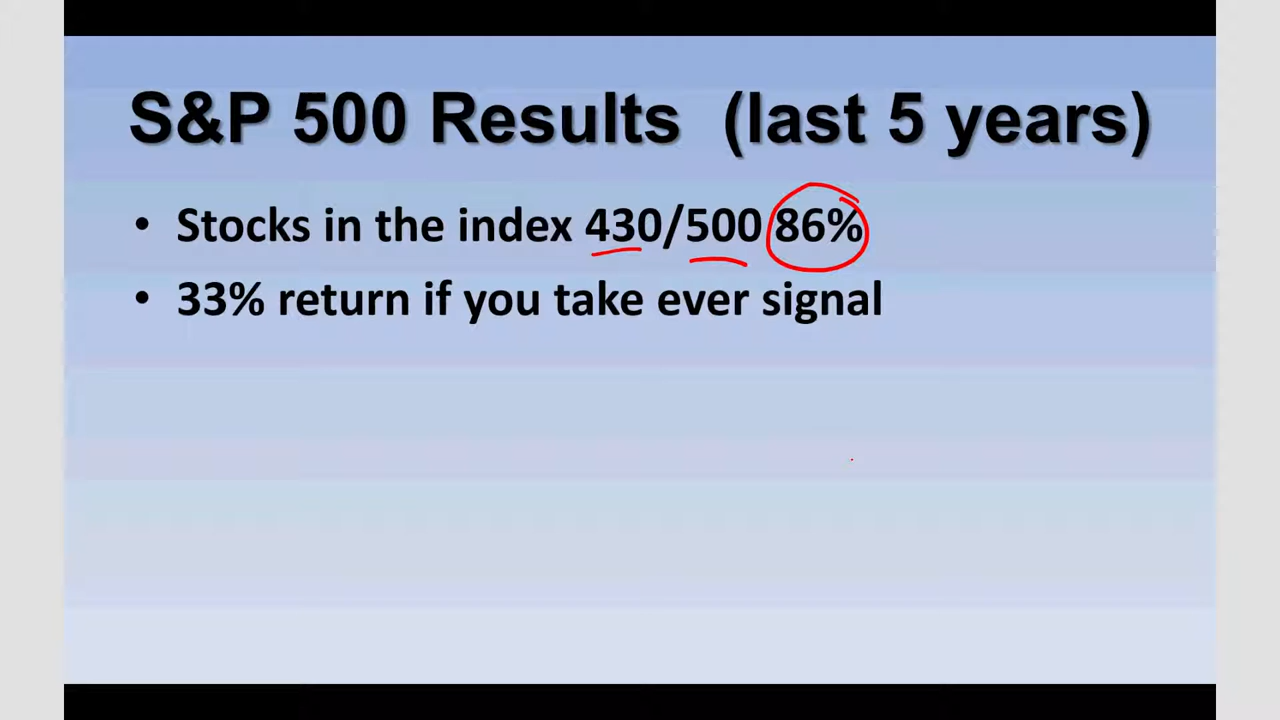 S&P 500 Results (last 5 years)
• Stocks in the index 430/500 86%
• 33% return if you take ever signal